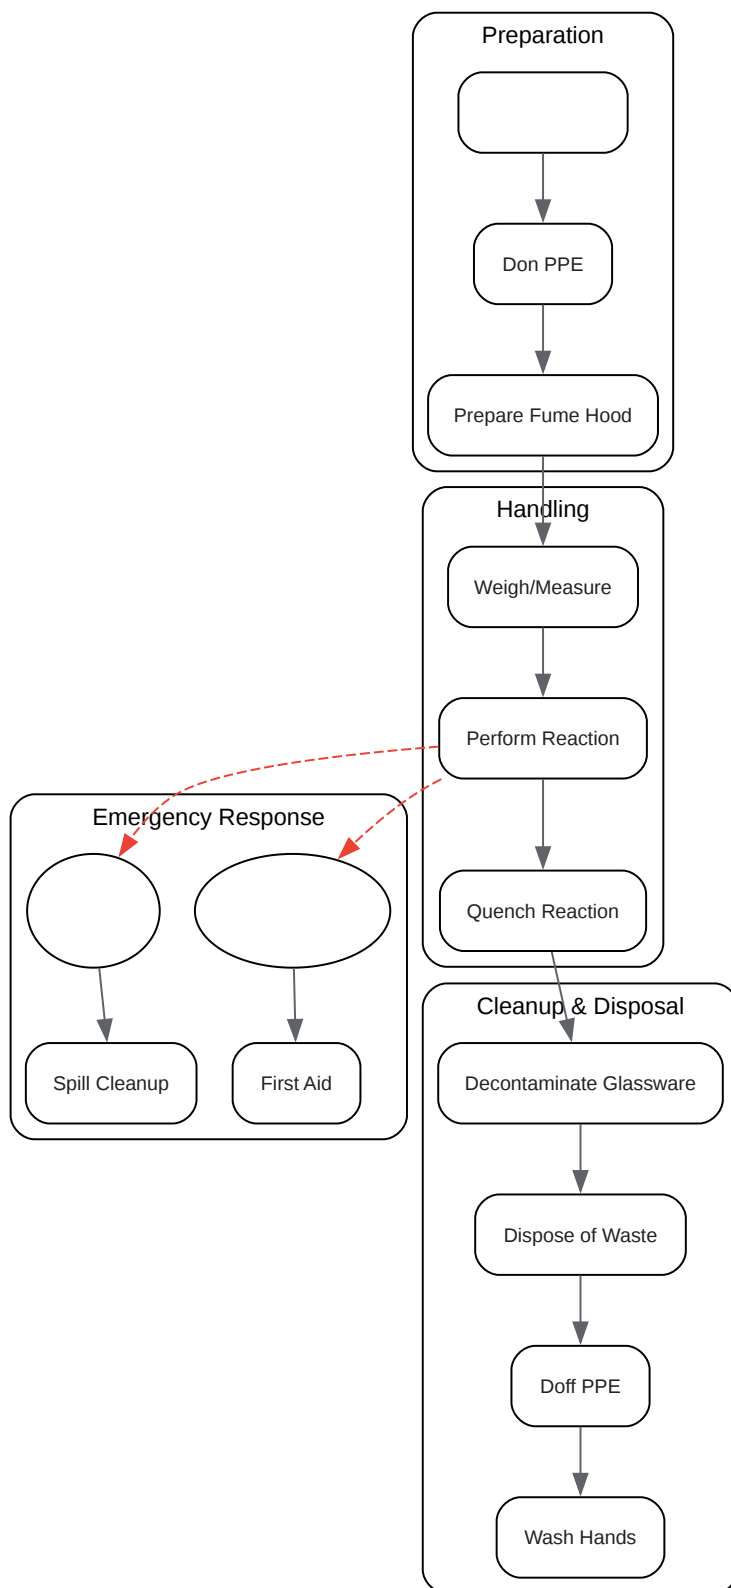 Preparation
Don PPE
Prepare Fume Hood
Handling
Weigh/Measure
Perform Reaction
Emergency Response
Quench Reaction
Cleanup & Disposal
Spill Cleanup
First Aid
Decontaminate Glassware
Dispose of Waste
Doff PPE
Wash Hands